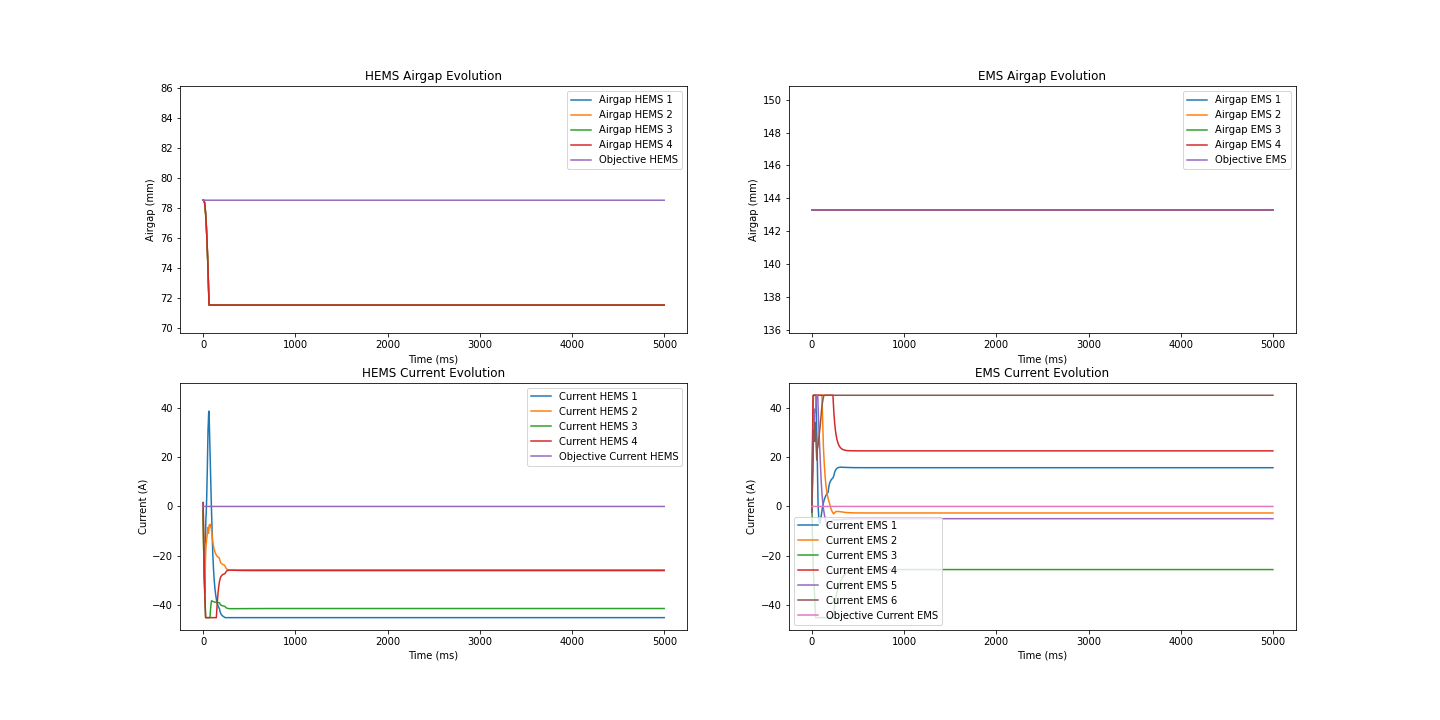 HEMS Airgap Evolution
86
84
82
80
78
76
74
72
70
Airgap (mm)
Airgap HEMS 1
Airgap HEMS 2
Airgap HEMS 3
Airgap HEMS 4
Objective HEMS
0 1000 2000 3000 4000 5000
Time (ms)
EMS Airgap Evolution
150
148
146
144
142
140
138
136
Airgap (mm)
Airgap EMS 1
Airgap EMS 2
Airgap EMS 3
Airgap EMS 4
Objective EMS
0 1000 2000 3000 4000 5000
Time (ms)
HEMS Current Evolution
40
20
0
−20
−40
Current (A)
Current HEMS 1
Current HEMS 2
Current HEMS 3
Current HEMS 4
Objective Current HEMS
0 1000 2000 3000 4000 5000
Time (ms)
EMS Current Evolution
40
20
0
−20
−40
Current (A)
Current EMS 1
Current EMS 2
Current EMS 3
Current EMS 4
Current EMS 5
Current EMS 6
Objective Current EMS
0 1000 2000 3000 4000 5000
Time (ms)